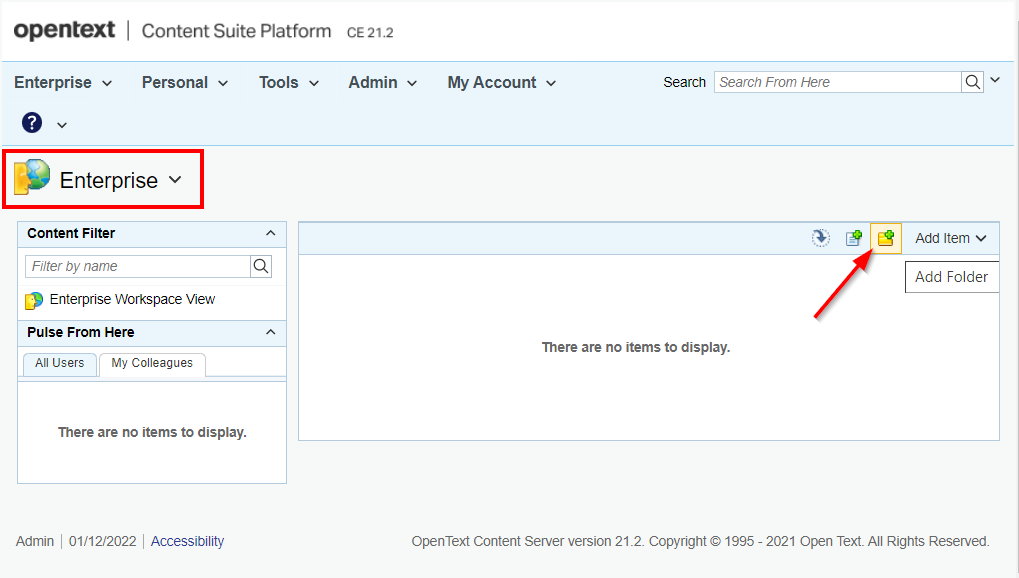 opentext | Content Suite Platform CE 21.2
Enterprise Personal Tools Admin My Account Search Search From Here
?
Enterprise
Content Filter
Filter by name
Enterprise Workspace View
Pulse From Here
All Users My Colleagues
There are no items to display.
Add Item
Add Folder
There are no items to display.
Admin | 01/12/2022 | Accessibility
OpenText Content Server version 21.2. Copyright © 1995 - 2021 Open Text. All Rights Reserved.